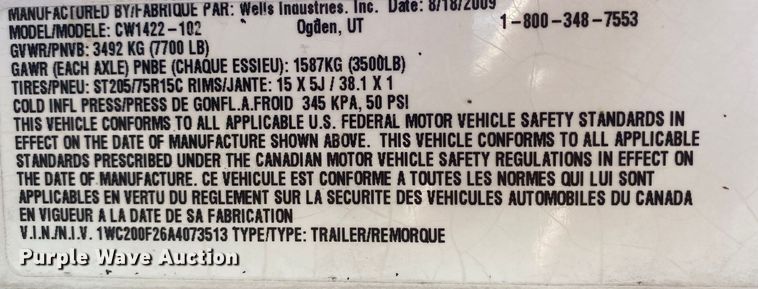 MANUFACTURED BY/FABRIQUE PAR: Wells Industries. Inc. Date: 8/18/2009
MODEL/MODELE: CW1422-102 Ogden, UT 1-800-348-7553
GVWR/PNVB: 3492 KG (7700 LB)
GAWR (EACH AXLE) PNBE (CHAQUE ESSIEU): 1587KG (3500LB)
TIRES/PNEU: ST205/75R15C RIMS/JANTE: 15 X 5J / 38.1 X 1
COLD INFL PRESS/PRESS DE GONFL.A.FROID 345 KPA, 50 PSI
THIS VEHICLE CONFORMS TO ALL APPLICABLE U.S. FEDERAL MOTOR VEHICLE SAFETY STANDARDS IN
EFFECT ON THE DATE OF MANUFACTURE SHOWN ABOVE. THIS VEHICLE CONFORMS TO ALL APPLICABLE
STANDARDS PRESCRIBED UNDER THE CANADIAN MOTOR VEHICLE SAFETY REGULATIONS IN EFFECT ON
THE DATE OF MANUFACTURE. CE VEHICULE EST CONFORME A TOUTES LES NORMES QUI LUI SONT
APPLICABLES EN VERTU DU REGLEMENT SUR LA SECURITE DES VEHICULES AUTOMOBILES DU CANADA
EN VIGUEUR A LA DATE DE SA FABRICATION
V.I.N./N.I.V. 1WC200F26A4073513 TYPE/TYPE: TRAILER/REMORQUE
Purple Wave Auction